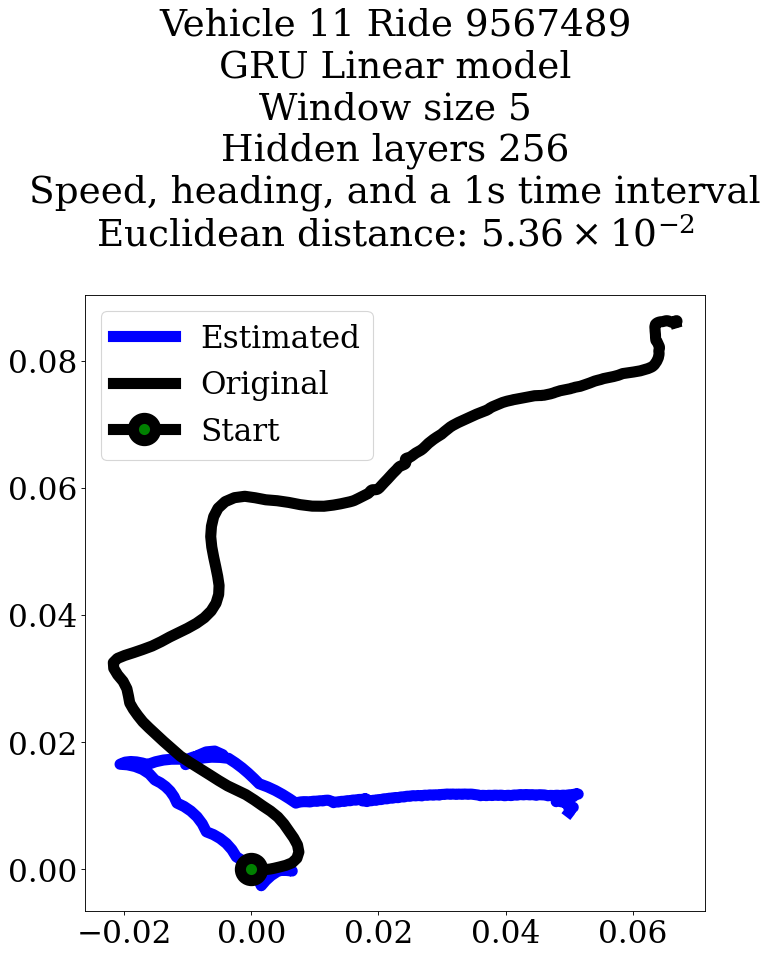 Vehicle 11 Ride 9567489
GRU Linear model
Window size 5
Hidden layers 256
Speed, heading, and a 1s time interval
Euclidean distance: 5.36 × 10⁻²
Estimated
Original
Start
0.08
0.06
0.04
0.02
0.00
−0.02 0.00 0.02 0.04 0.06